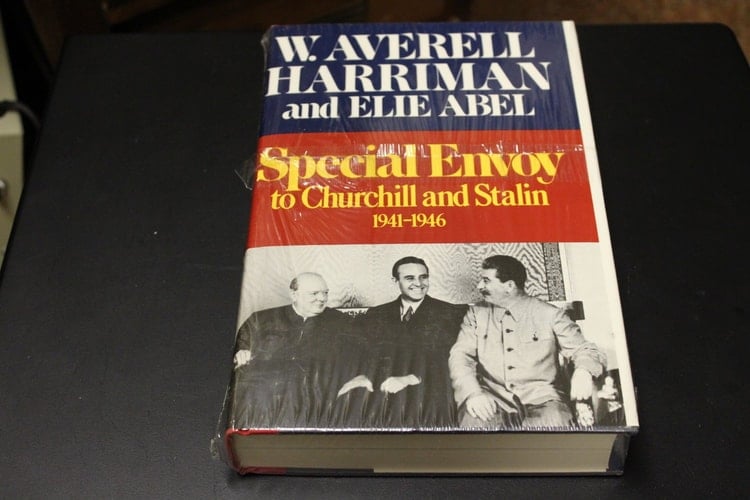 W. AVERELL
HARRIMAN
and ELIE ABEL
Special Envoy
to Churchill and Stalin
1941–1946